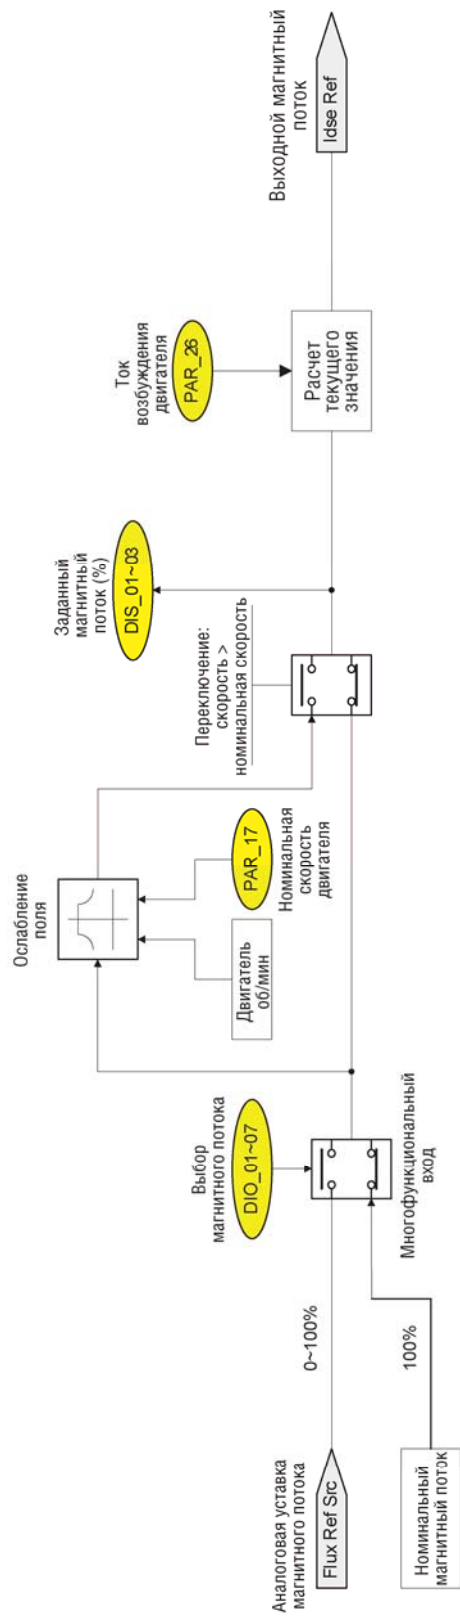 Аналоговая уставка
магнитного потока
Flux Ref Src
0~100%
Номинальный
магнитный поток
100%
Выбор
магнитного потока
DIO_01~07
Многофункциональный
вход
Ослабление
поля
Двигатель
об/мин
PAR_17
Номинальная
скорость
двигателя
Переключение:
скорость >
номинальная скорость
Заданный
магнитный
поток (%)
DIS_01~03
Ток
возбуждения
двигателя
PAR_26
Расчет
текущего
значения
Выходной магнитный
поток
Idse Ref